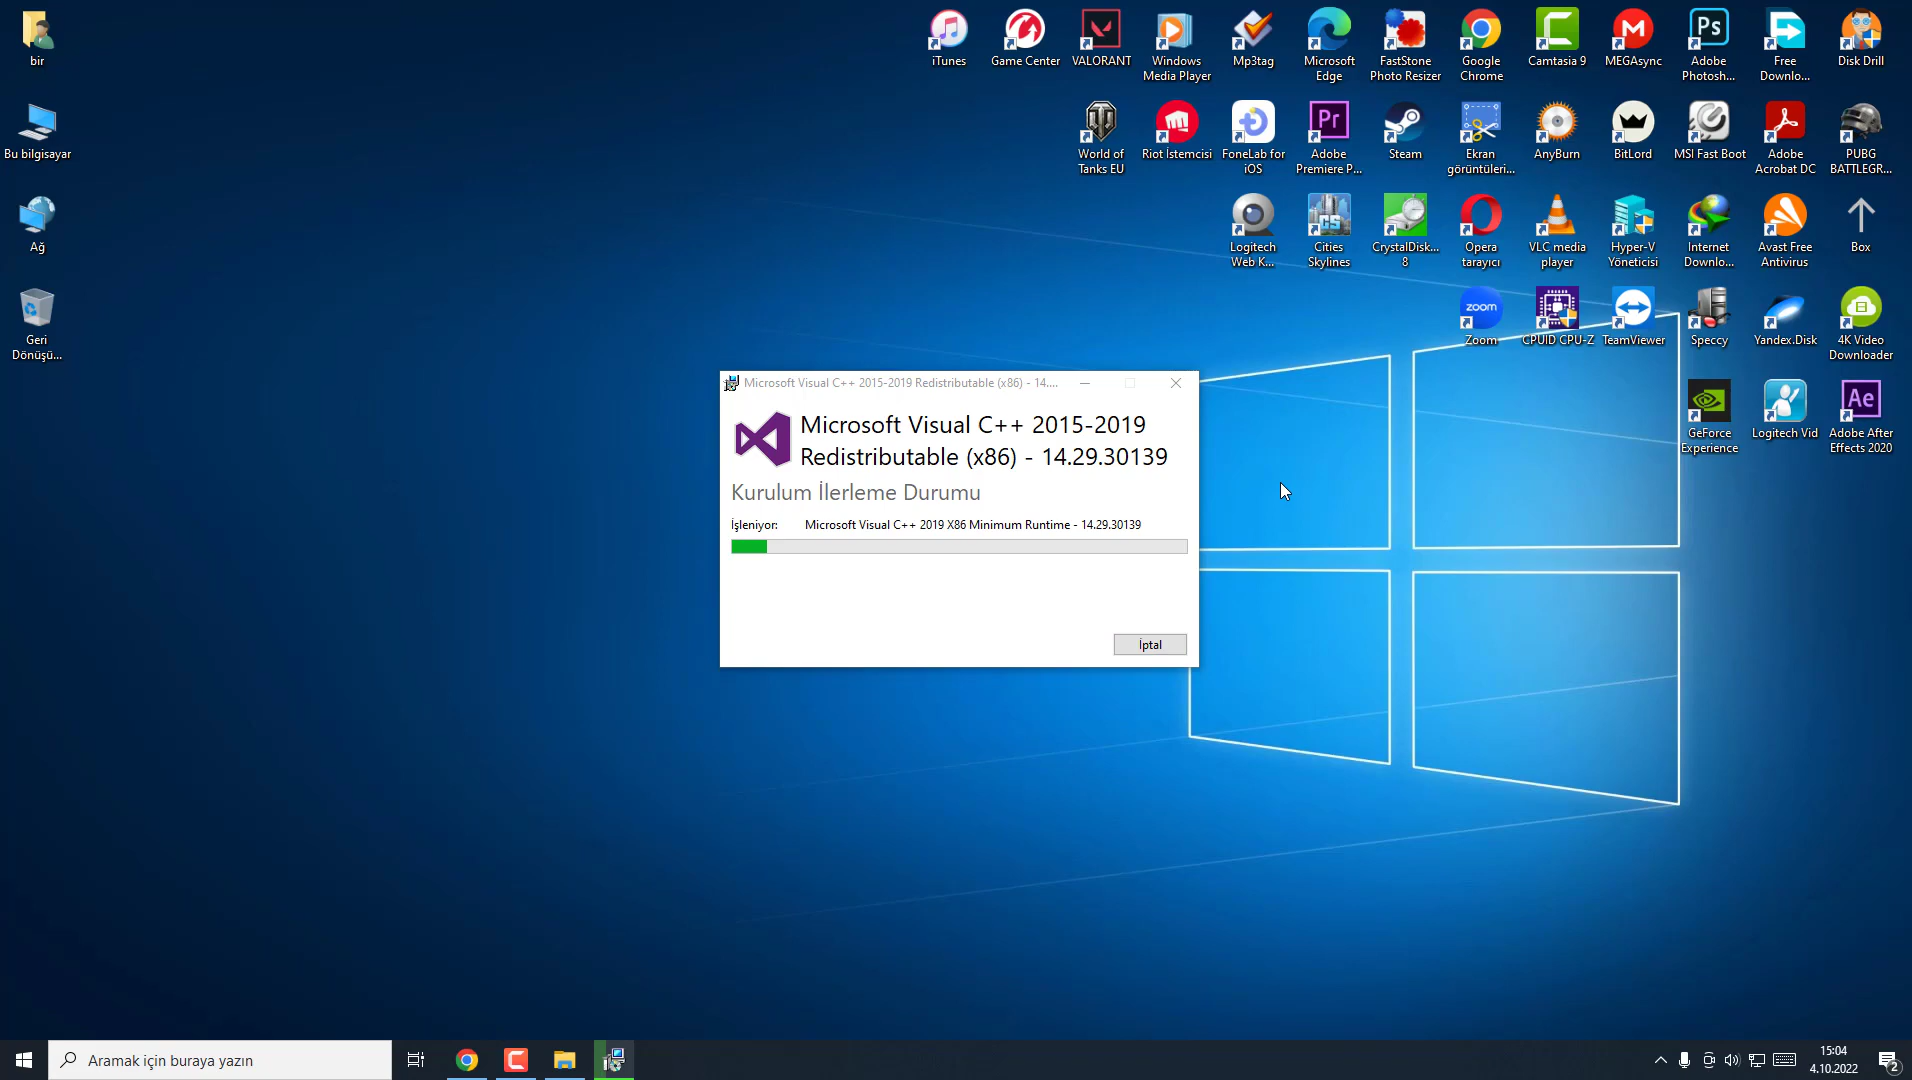 bir
Bu bilgisayar
Ağ
Geri
Dönüşü...
iTunes
Game Center
VALORANT
Windows
Media Player
Mp3tag
Microsoft
Edge
FastStone
Photo Resizer
Google
Chrome
Camtasia 9
MEGAsync
Ps
Adobe
Photosh...
Free
Downlo...
Disk Drill
World of
Tanks EU
Riot İstemcisi
FoneLab for
iOS
Pr
Adobe
Premiere P...
Steam
Ekran
görüntüleri...
AnyBurn
BitLord
MSI Fast Boot
Adobe
Acrobat DC
PUBG
BATTLEGR...
Logitech
Web K...
CS
Cities
Skylines
CrystalDisk...
8
Opera
tarayıcı
VLC media
player
Hyper-V
Yöneticisi
Internet
Downlo...
Avast Free
Antivirus
Box
zoom
Zoom
CPUID CPU-Z
TeamViewer
Speccy
Yandex.Disk
4K Video
Downloader
GeForce
Experience
Logitech Vid
Ae
Adobe After
Effects 2020
Microsoft Visual C++ 2015-2019 Redistributable (x86) - 14....
Microsoft Visual C++ 2015-2019
Redistributable (x86) - 14.29.30139
Kurulum İlerleme Durumu
İşleniyor: Microsoft Visual C++ 2019 X86 Minimum Runtime - 14.29.30139
İptal
Aramak için buraya yazın
15:04
4.10.2022
2